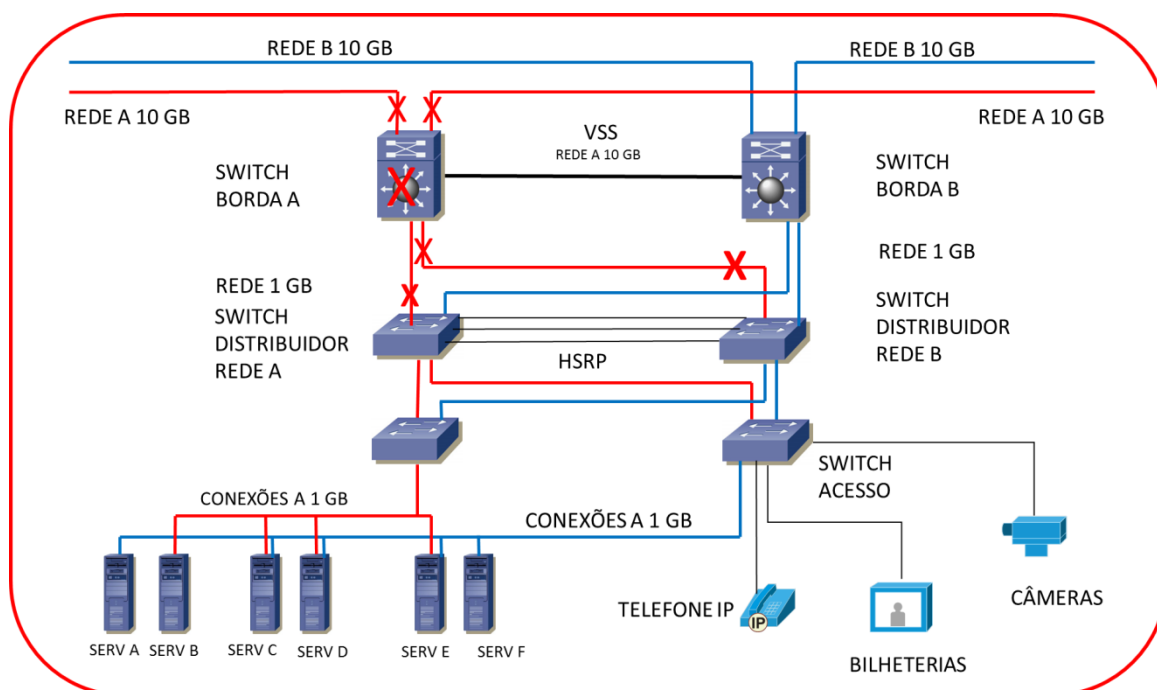 REDE B 10 GB
REDE B 10 GB
REDE A 10 GB
REDE A 10 GB
VSS
REDE A 10 GB
SWITCH
BORDA A
SWITCH
BORDA B
REDE 1 GB
REDE 1 GB
SWITCH
DISTRIBUIDOR
REDE A
SWITCH
DISTRIBUIDOR
REDE B
HSRP
SWITCH
ACESSO
CONEXÕES A 1 GB
CONEXÕES A 1 GB
TELEFONE IP
IP
CÂMERAS
BILHETERIAS
SERV A
SERV B
SERV C
SERV D
SERV E
SERV F